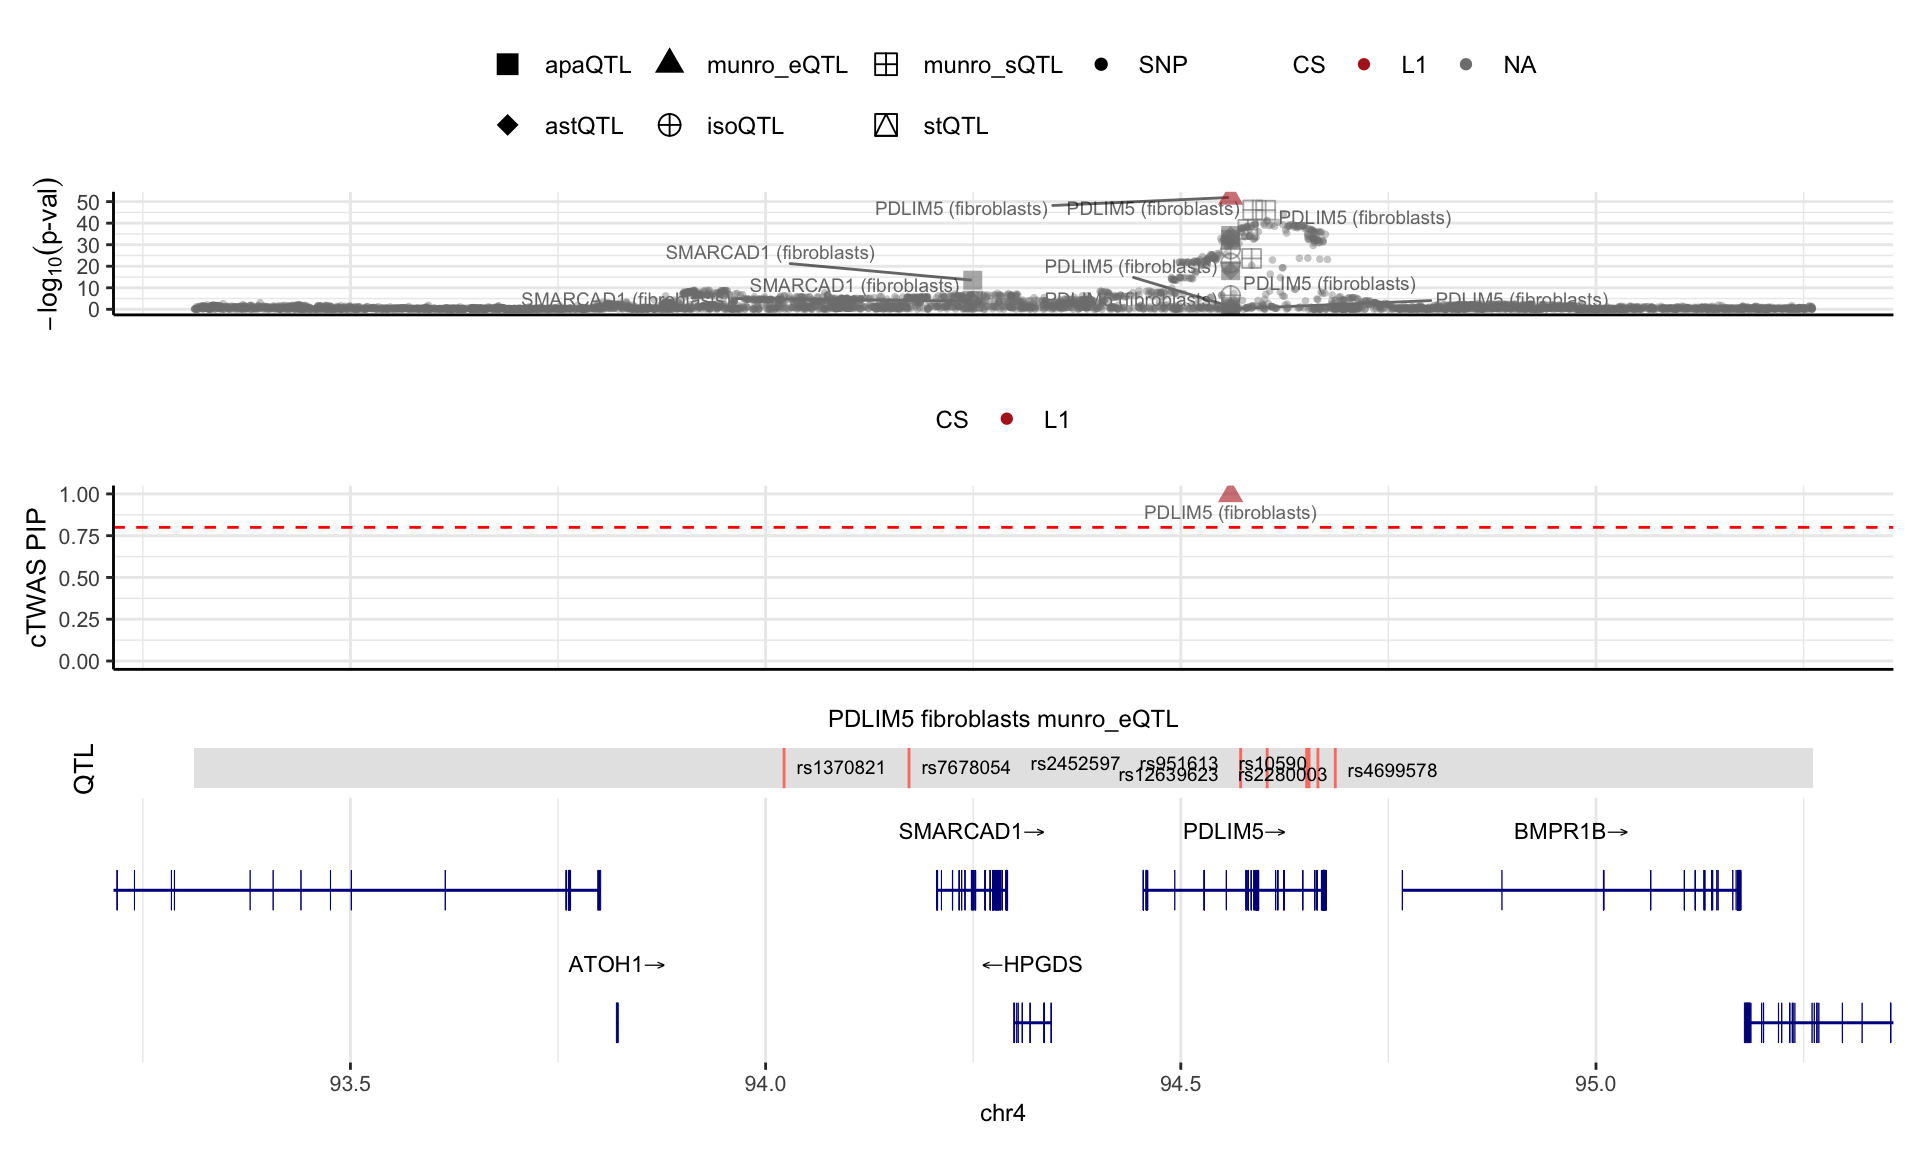 apaQTL munro_eQTL munro_sQTL SNP CS L1 NA
astQTL isoQTL stQTL
−log10(p-val)
50
40
30
20
10
0
PDLIM5 (fibroblasts) PDLIM5 (fibroblasts)
PDLIM5 (fibroblasts)
SMARCAD1 (fibroblasts)
PDLIM5 (fibroblasts)
SMARCAD1 (fibroblasts) PDLIM5 (fibroblasts)
SMARCAD1 (fibroblasts) PDLIM5 (fibroblasts) PDLIM5 (fibroblasts)
CS L1
cTWAS PIP
1.00
0.75
0.50
0.25
0.00
PDLIM5 (fibroblasts)
PDLIM5 fibroblasts munro_eQTL
QTL
rs1370821 rs7678054 rs2452597 rs951613 rs10590
rs12639623 rs2280003 rs4699578
SMARCAD1→ PDLIM5→ BMPR1B→
ATOH1→ ←HPGDS
93.5 94.0 94.5 95.0
chr4